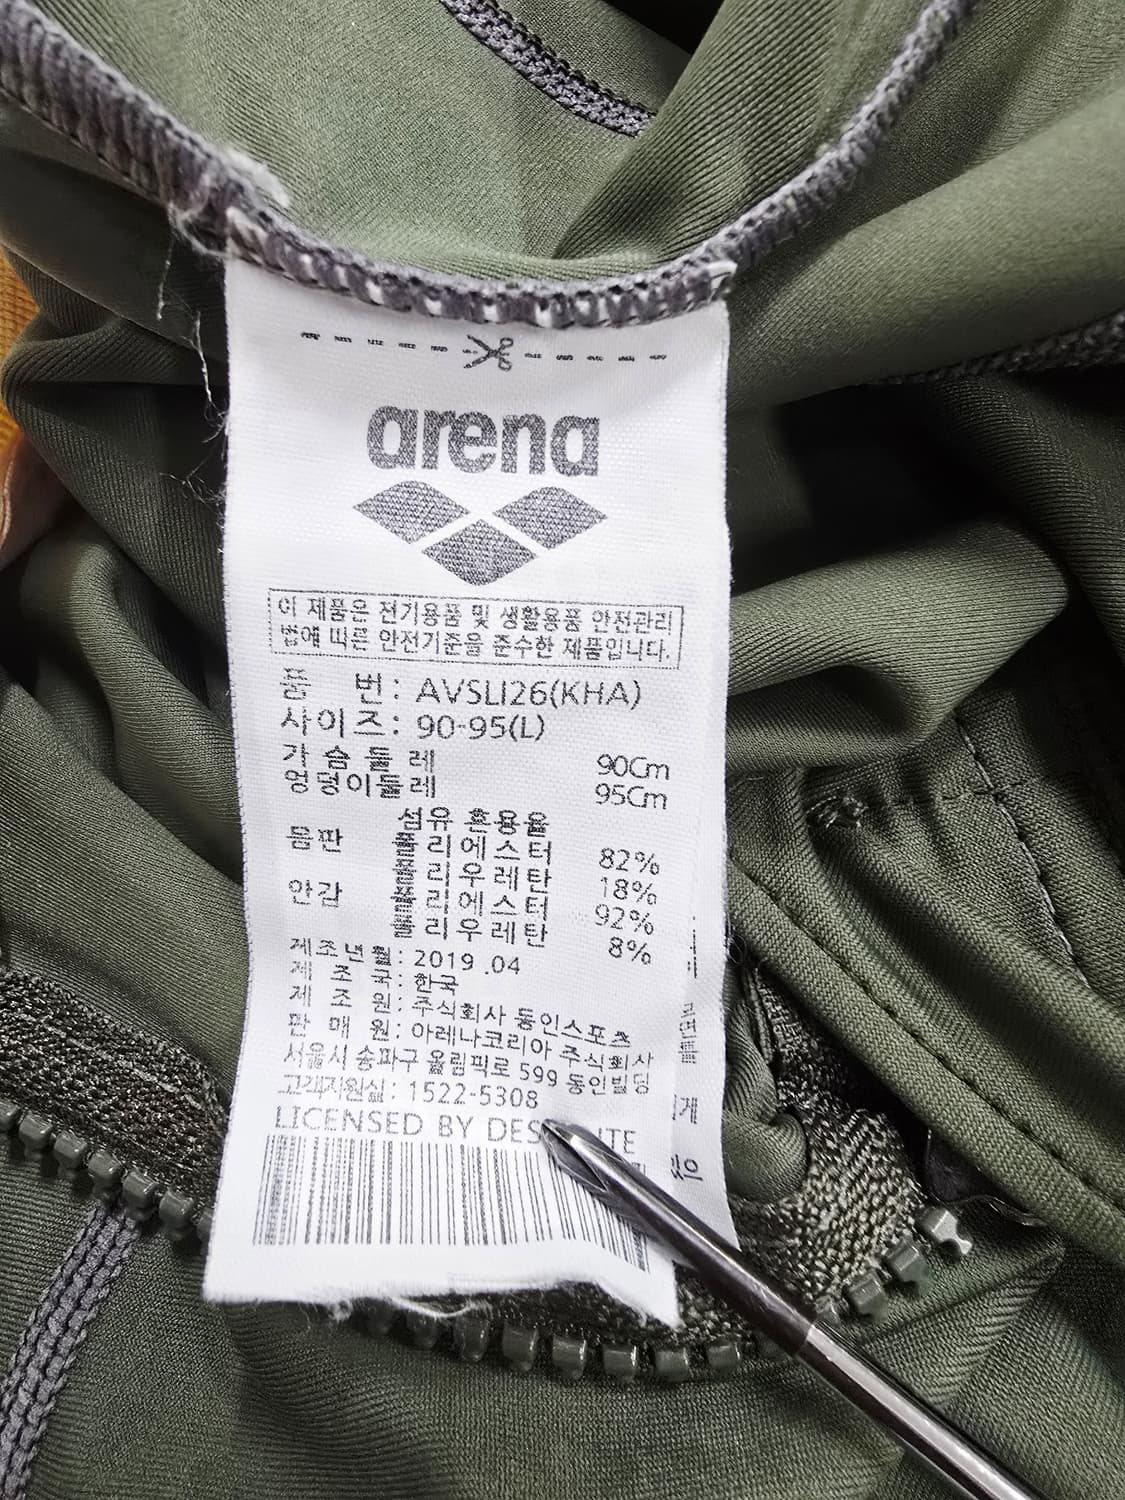 arena
이 제품은 전기용품 및 생활용품 안전관리
법에 따른 안전기준을 준수한 제품입니다.
품 번: AVSLI26(KHA)
사이즈: 90-95(L)
가슴둘레 90Cm
엉덩이둘레 95Cm
섬유 혼용율
몸판 폴리에스터 82%
폴리우레탄 18%
안감 폴리에스터 92%
폴리우레탄 8%
제조년월: 2019 .04
제 조 국: 한국
제 조 원: 주식회사 동인스포츠
판 매 원: 아레나코리아 주식회사
서울시 송파구 올림픽로 599 동인빌딩
고객지원실: 1522-5308
LICENSED BY